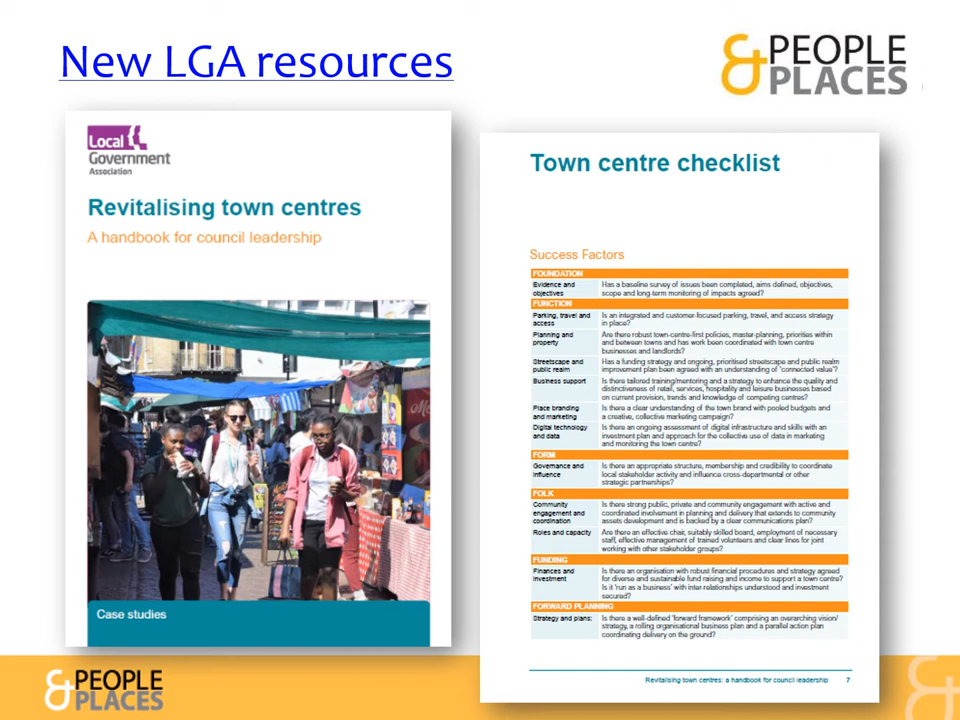 New LGA resources
& PEOPLE
PLACES
Local
Government
Association
Revitalising town centres
A handbook for council leadership
Case studies
Town centre checklist
Success Factors
FOUNDATION
Evidence and
objectives
Has a baseline survey of issues been completed, aims defined, objectives,
scope and long-term monitoring of impacts agreed?
FUNCTION
Parking, travel and
access
Is an integrated and customer-focused parking, travel, and access strategy
in place?
Planning and
property
Are there robust town-centre-first policies, master-planning, priorities within
and between towns and has work been coordinated with town centre
businesses and landlords?
Streetscape and
public realm
Has a funding strategy and ongoing, prioritised streetscape and public realm
improvement plan been agreed with an understanding of 'connected value'?
Business support
Is there tailored training/mentoring and a strategy to enhance the quality and
distinctiveness of retail, services, hospitality and leisure businesses based
on current provision, trends and knowledge of competing centres?
Place branding
and marketing
Is there a clear understanding of the town brand with pooled budgets and
a creative, collective marketing campaign?
Digital technology
and data
Is there an ongoing assessment of digital infrastructure and skills with an
investment plan and approach for the collective use of data in marketing
and monitoring the town centre?
FORM
Governance and
influence
Is there an appropriate structure, membership and credibility to coordinate
local stakeholder activity and influence cross-departmental or other
strategic partnerships?
FOLK
Community
engagement and
coordination
Is there strong public, private and community engagement with active and
coordinated involvement in planning and delivery that extends to community
assets development and is backed by a clear communications plan?
Roles and capacity
Are there an effective chair, suitably skilled board, employment of necessary
staff, effective management of trained volunteers and clear lines for joint
working with other stakeholder groups?
FUNDING
Finances and
investment
Is there an organisation with robust financial procedures and strategy agreed
for diverse and sustainable fund raising and income to support a town centre?
Is it 'run as a business' with inter-relationships understood and investment
secured?
FORWARD PLANNING
Strategy and plans:
Is there a well-defined 'forward framework' comprising an overarching vision/
strategy, a rolling organisational business plan and a parallel action plan
coordinating delivery on the ground?
Revitalising town centres: a handbook for council leadership 7
& PEOPLE
PLACES